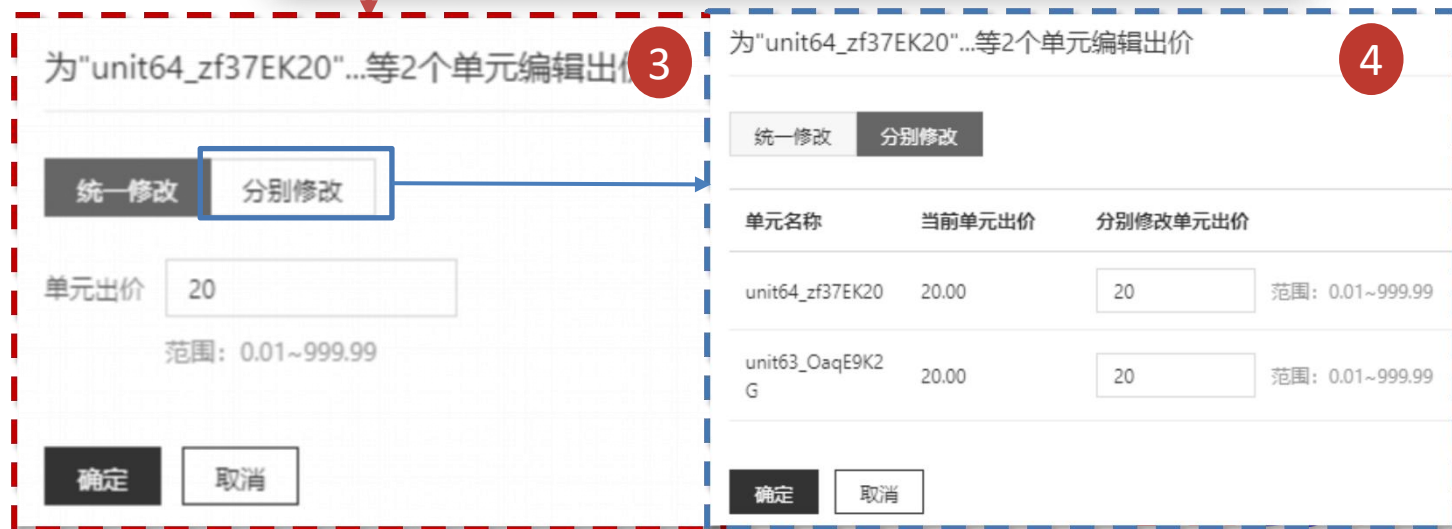 为"unit64_zf37EK20"...等2个单元编辑出
3
统一修改
分别修改
单元出价
20
范围：0.01~999.99
确定
取消
为"unit64_zf37EK20"...等2个单元编辑出价
4
统一修改
分别修改
单元名称 当前单元出价 分别修改单元出价
unit64_zf37EK20 20.00 20 范围：0.01~999.99
unit63_OaqE9K2
G
20.00 20 范围：0.01~999.99
确定
取消